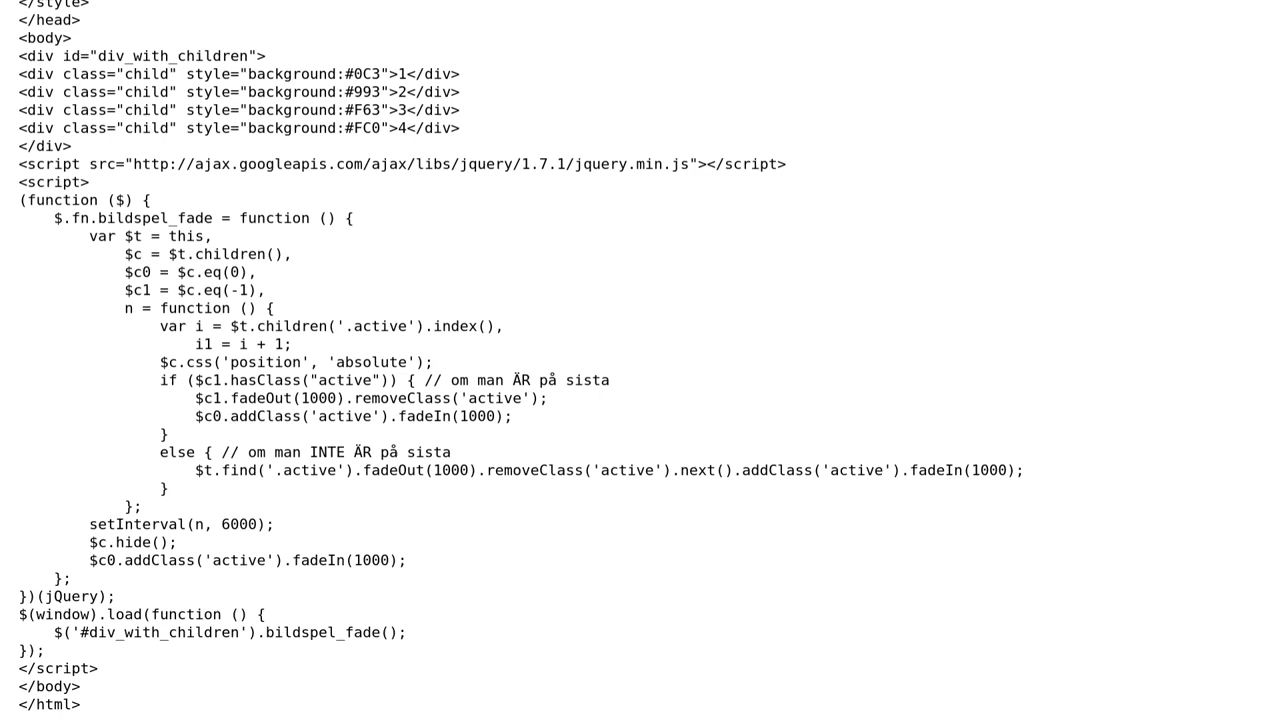 </style>
</head>
<body>
<div id="div_with_children">
<div class="child" style="background:#0C3">1</div>
<div class="child" style="background:#993">2</div>
<div class="child" style="background:#F63">3</div>
<div class="child" style="background:#FC0">4</div>
</div>
<script src="http://ajax.googleapis.com/ajax/libs/jquery/1.7.1/jquery.min.js"></script>
<script>
(function ($) {
    $.fn.bildspel_fade = function () {
        var $t = this,
            $c = $t.children(),
            $c0 = $c.eq(0),
            $c1 = $c.eq(-1),
            n = function () {
                var i = $t.children('.active').index(),
                    i1 = i + 1;
                $c.css('position', 'absolute');
                if ($c1.hasClass("active")) { // om man ÄR på sista
                    $c1.fadeOut(1000).removeClass('active');
                    $c0.addClass('active').fadeIn(1000);
                }
                else { // om man INTE ÄR på sista
                    $t.find('.active').fadeOut(1000).removeClass('active').next().addClass('active').fadeIn(1000);
                }
            };
        setInterval(n, 6000);
        $c.hide();
        $c0.addClass('active').fadeIn(1000);
    };
})(jQuery);
$(window).load(function () {
    $('#div_with_children').bildspel_fade();
});
</script>
</body>
</html>